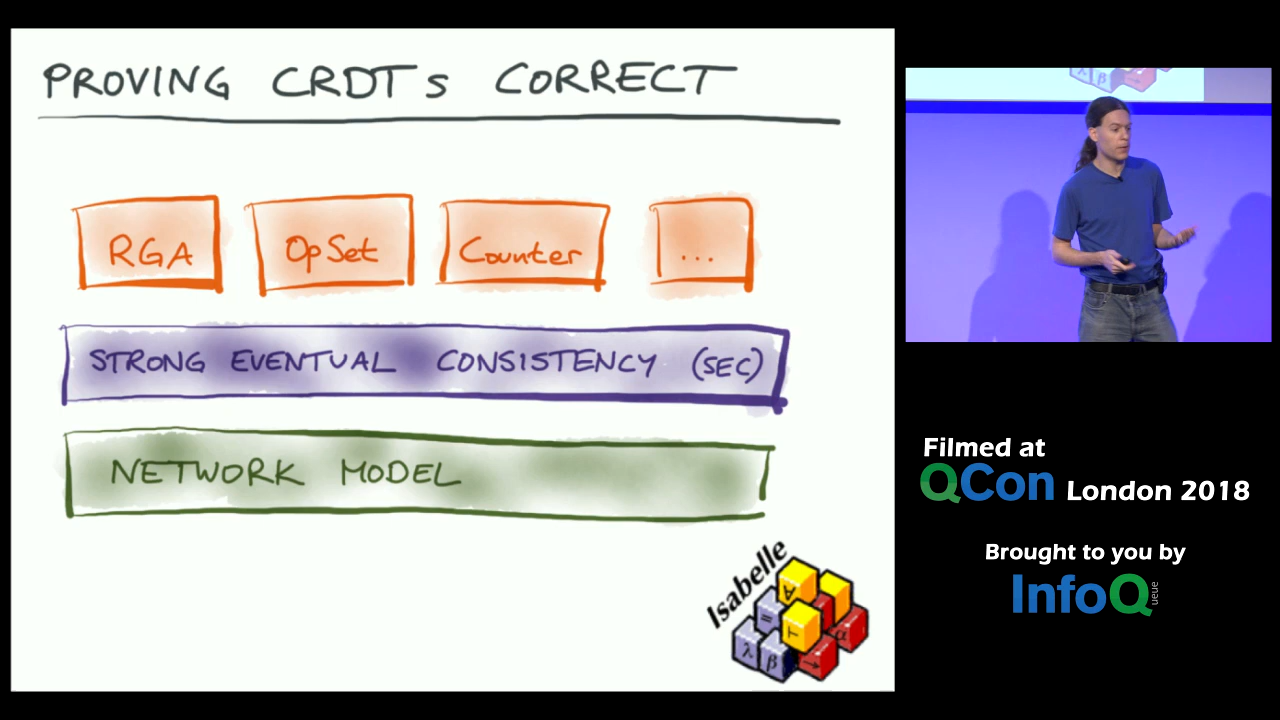 PROVING CRDTs CORRECT
RGA
OpSet
Counter
...
STRONG EVENTUAL CONSISTENCY (SEC)
NETWORK MODEL
Isabelle
∀
=
λ
β
α
→
Filmed at
QCon London 2018
Brought to you by
InfoQ
ueue